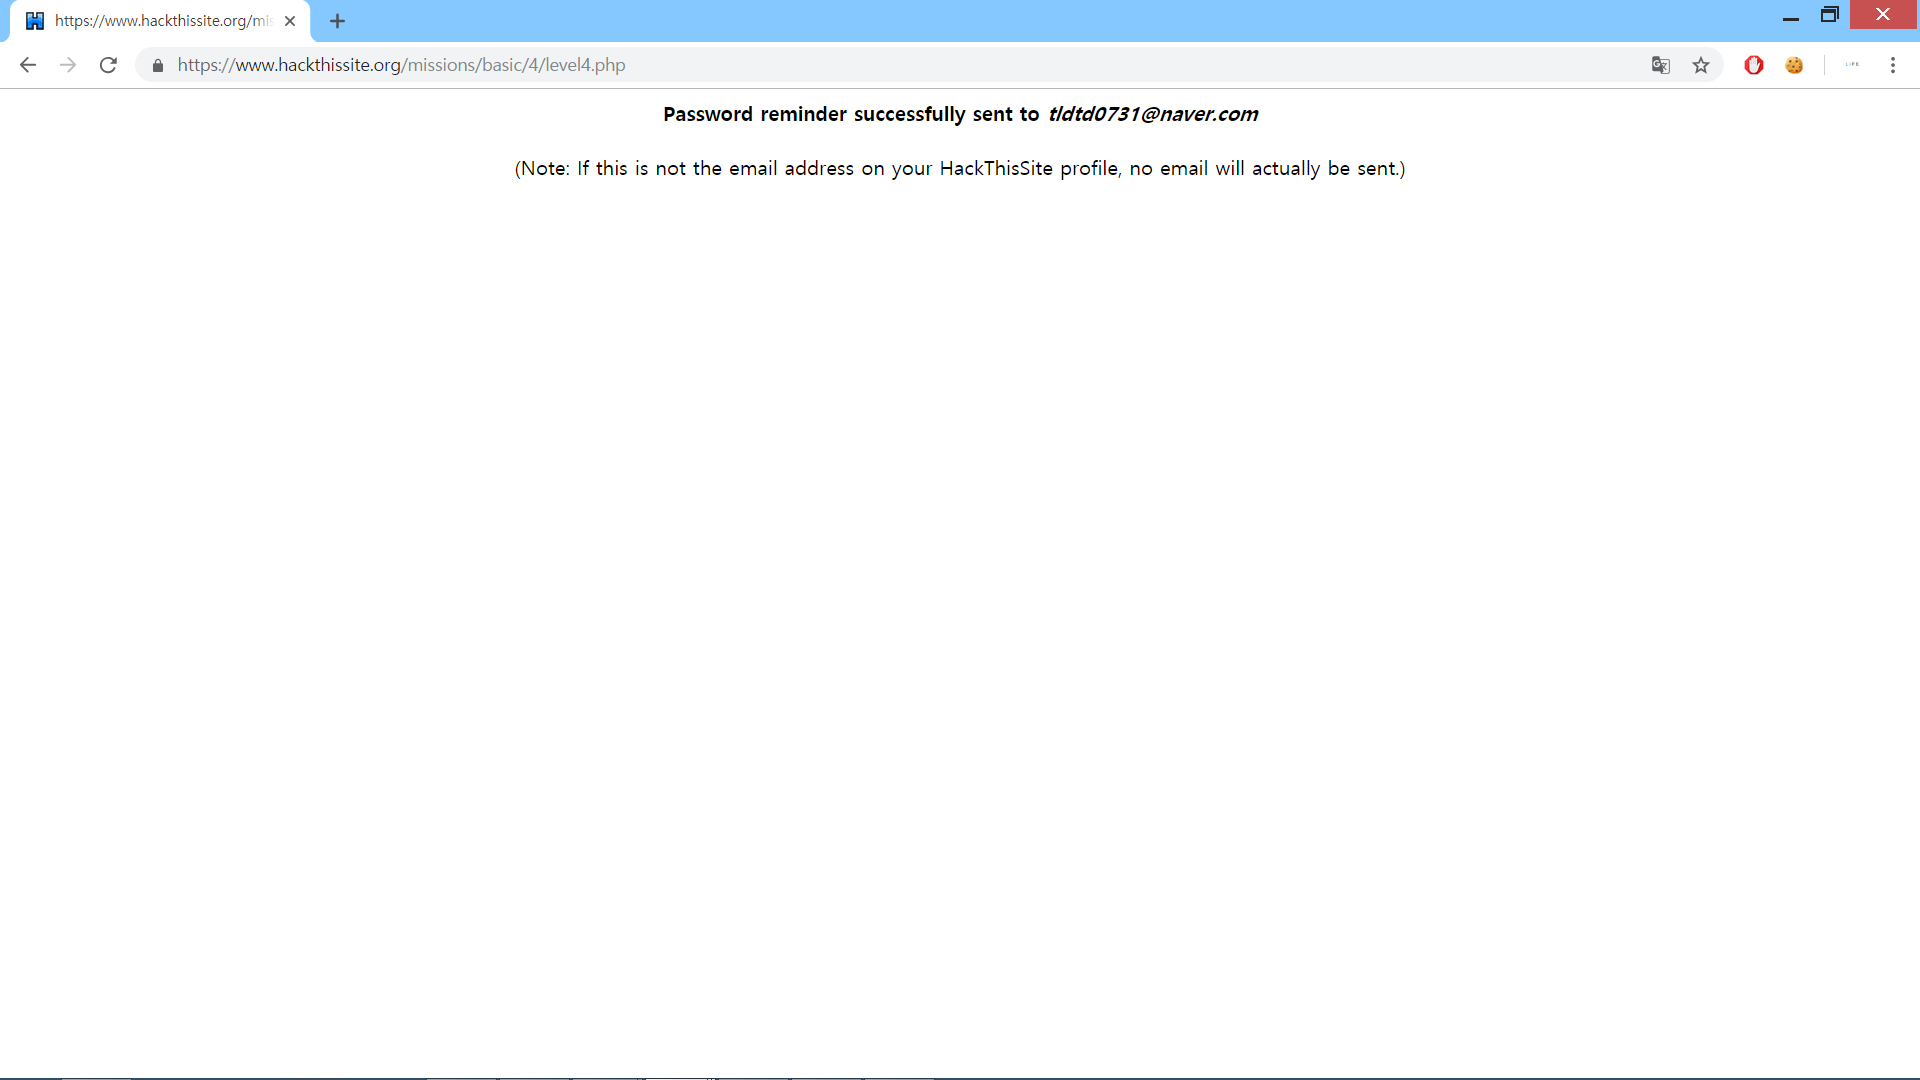 https://www.hackthissite.org/mis
https://www.hackthissite.org/missions/basic/4/level4.php
Password reminder successfully sent to tldtd0731@naver.com
(Note: If this is not the email address on your HackThisSite profile, no email will actually be sent.)